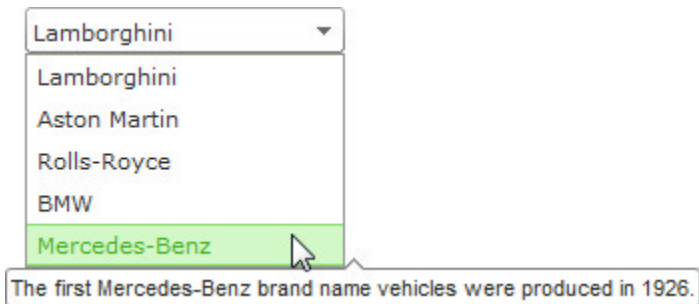 Lamborghini
Lamborghini
Aston Martin
Rolls-Royce
BMW
Mercedes-Benz
The first Mercedes-Benz brand name vehicles were produced in 1926.